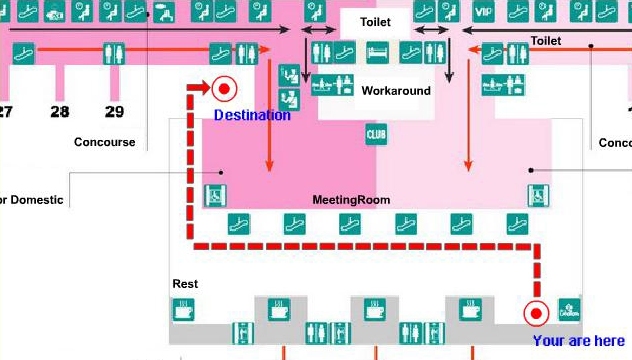 VIP
Toilet
Toilet
Workaround
27 28 29
Destination
CLUB
Concourse
Conco
or Domestic
MeetingRoom
Rest
Your are here